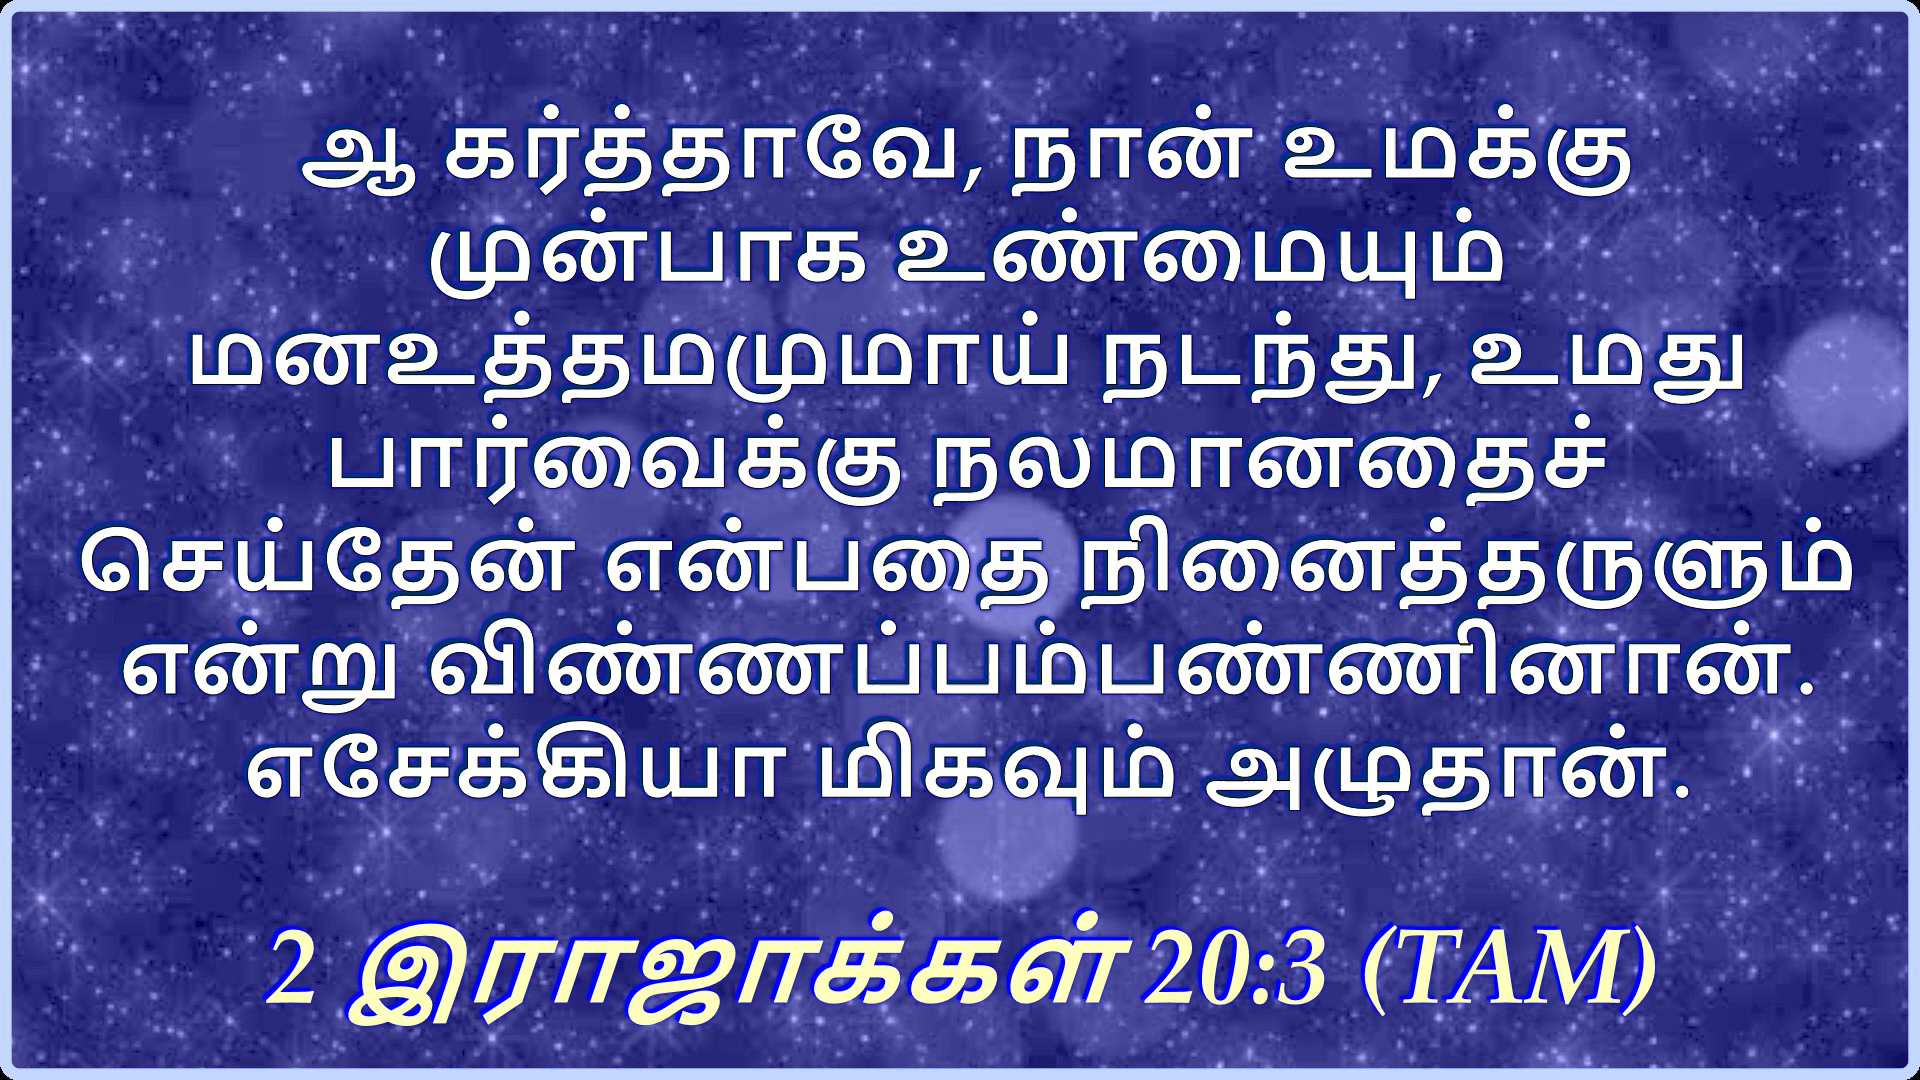 ஆ கர்த்தாவே, நான் உமக்கு
முன்பாக உண்மையும்
மனஉத்தமமுமாய் நடந்து, உமது
பார்வைக்கு நலமானதைச்
செய்தேன் என்பதை நினைத்தருளும்
என்று விண்ணப்பம்பண்ணினான்.
எசேக்கியா மிகவும் அழுதான்.
2 இராஜாக்கள் 20:3 (TAM)